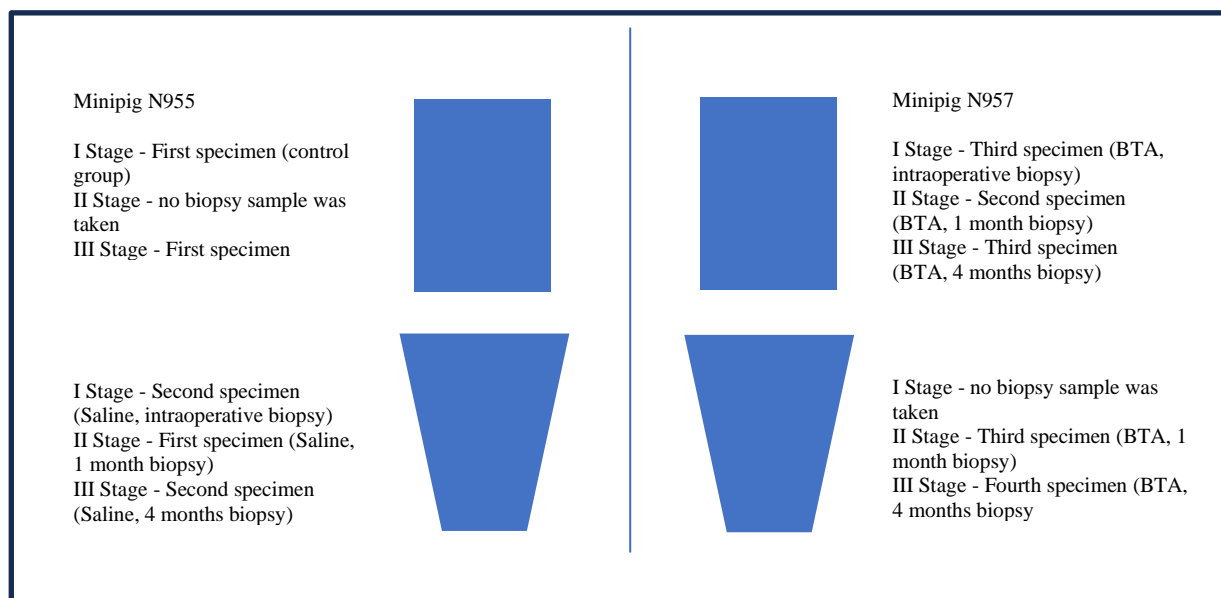 Minipig N955
I Stage - First specimen (control
group)
II Stage - no biopsy sample was
taken
III Stage - First specimen
I Stage - Second specimen
(Saline, intraoperative biopsy)
II Stage - First specimen (Saline,
1 month biopsy)
III Stage - Second specimen
(Saline, 4 months biopsy)
Minipig N957
I Stage - Third specimen (BTA,
intraoperative biopsy)
II Stage - Second specimen
(BTA, 1 month biopsy)
III Stage - Third specimen
(BTA, 4 months biopsy)
I Stage - no biopsy sample was
taken
II Stage - Third specimen (BTA, 1
month biopsy)
III Stage - Fourth specimen (BTA,
4 months biopsy